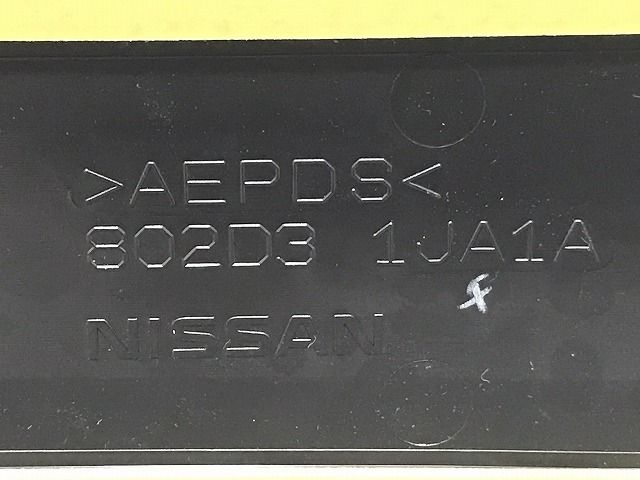 >AEPDS<
802D3 1JA1A
NISSAN